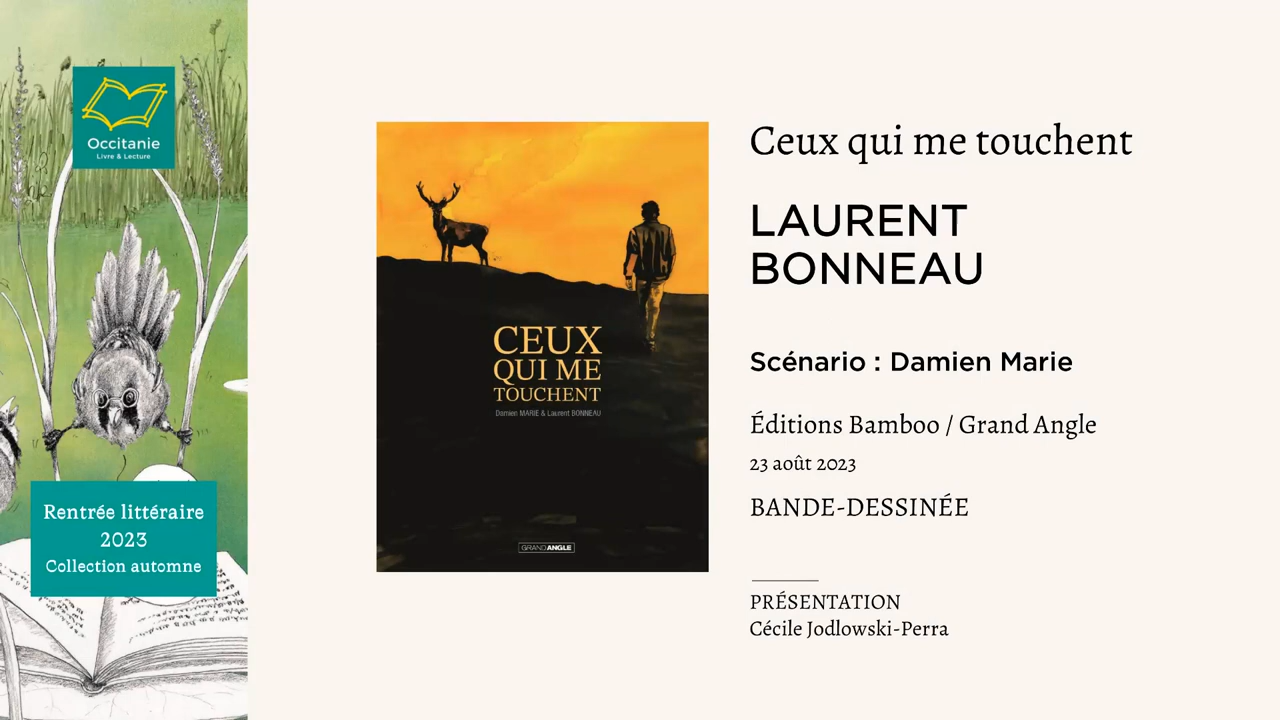 Occitanie
Livre & Lecture
Rentrée littéraire
2023
Collection automne
CEUX
QUI ME
TOUCHENT
Damien MARIE & Laurent BONNEAU
GRANDANGLE
Ceux qui me touchent
LAURENT
BONNEAU
Scénario : Damien Marie
Éditions Bamboo / Grand Angle
23 août 2023
BANDE-DESSINÉE
PRÉSENTATION
Cécile Jodlowski-Perra